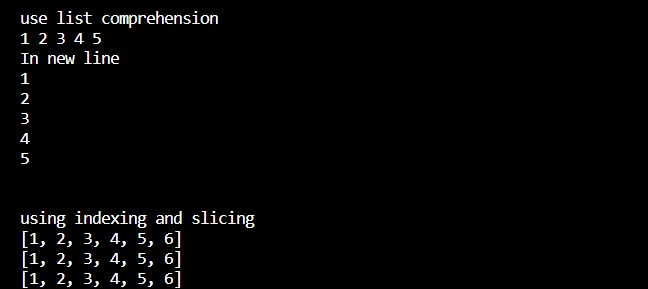 use list comprehension
1 2 3 4 5
In new line
1
2
3
4
5
using indexing and slicing
[1, 2, 3, 4, 5, 6]
[1, 2, 3, 4, 5, 6]
[1, 2, 3, 4, 5, 6]